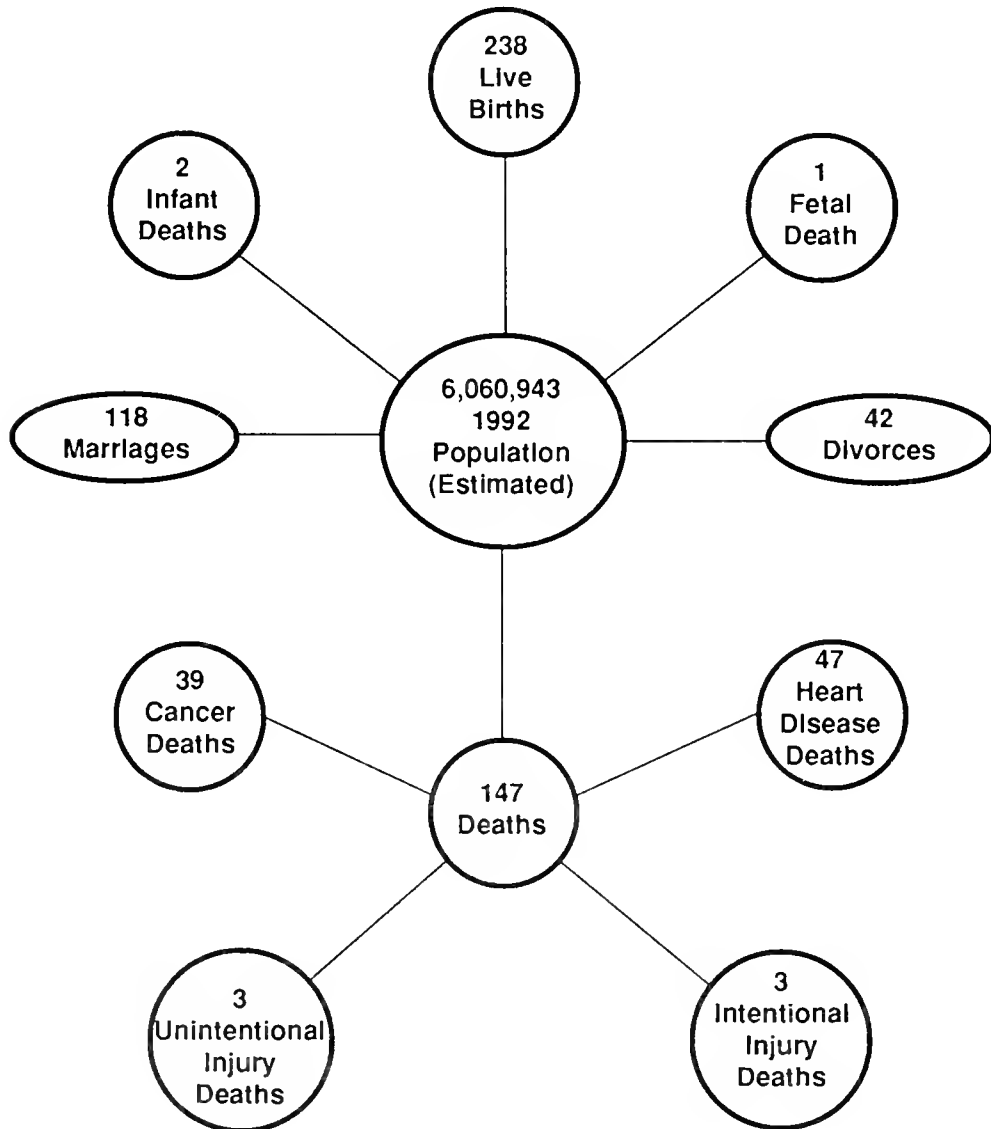 238
Live
Births
2
Infant
Deaths
1
Fetal
Death
6,060,943
1992
Population
(Estimated)
118
Marriages
42
Divorces
39
Cancer
Deaths
47
Heart
Disease
Deaths
147
Deaths
3
Unintentional
Injury
Deaths
3
Intentional
Injury
Deaths